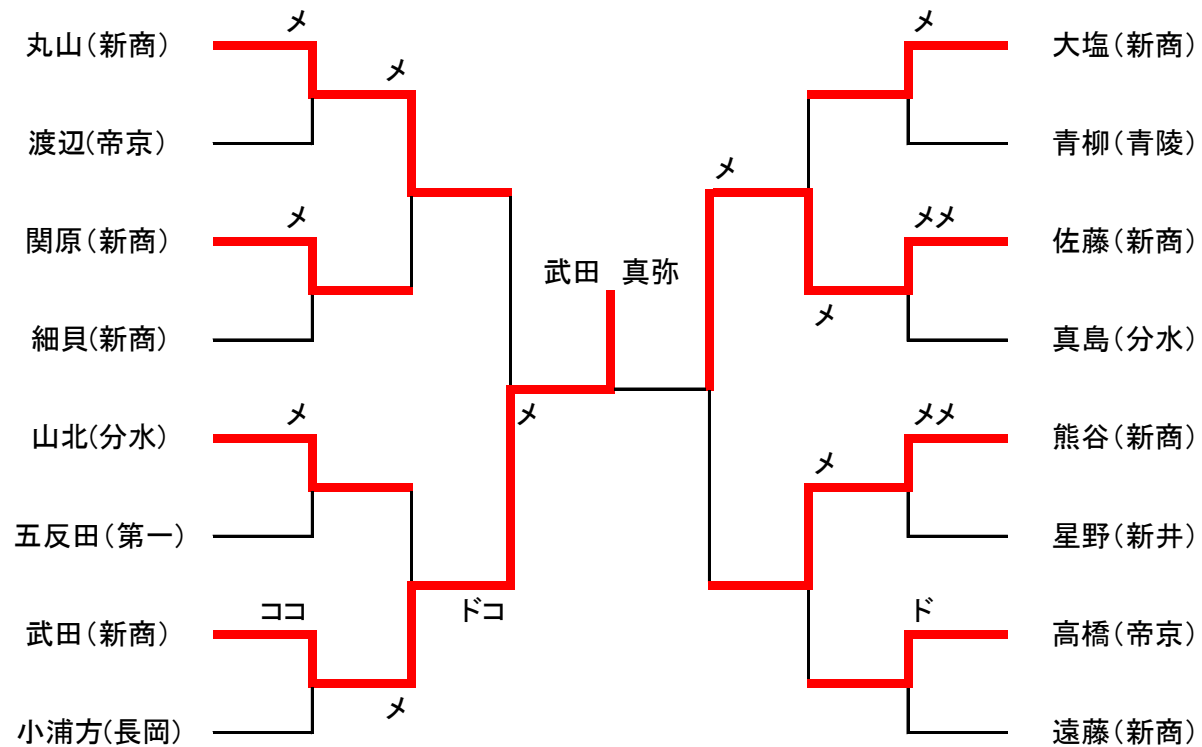 メ
メ
丸山（新商）
大塩（新商）
メ
渡辺(帝京）
青柳（青陵）
メ
メ
メメ
関原（新商）
佐藤（新商）
武田 真弥
メ
細貝(新商）
真島（分水）
メ
メ
メメ
山北(分水）
熊谷（新商）
メ
五反田（第一）
星野（新井）
ココ
ドコ
ド
武田（新商）
高橋（帝京）
メ
小浦方(長岡）
遠藤（新商）